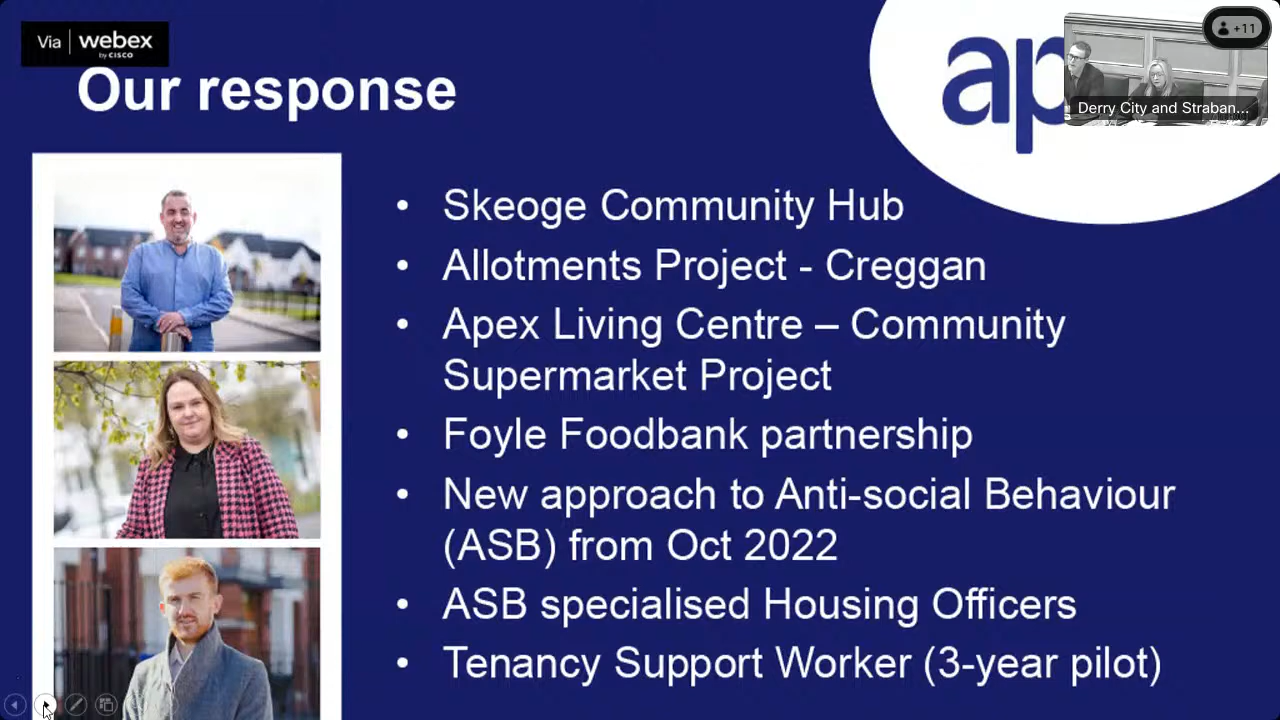 Via webex
by CISCO
Our response
ap
+11
Derry City and Straban...
• Skeoge Community Hub
• Allotments Project - Creggan
• Apex Living Centre – Community
Supermarket Project
• Foyle Foodbank partnership
• New approach to Anti-social Behaviour
(ASB) from Oct 2022
• ASB specialised Housing Officers
• Tenancy Support Worker (3-year pilot)